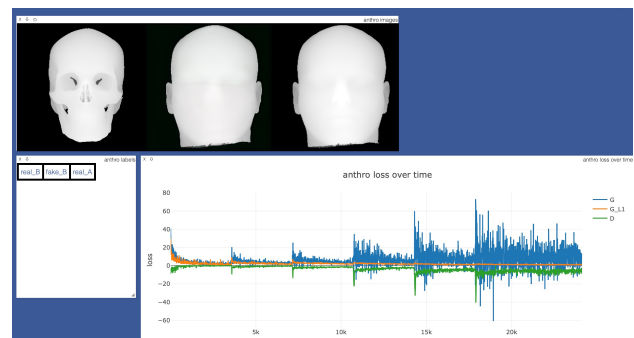 anthro images
anthro labels
real_B fake_B real_A
anthro loss over time
anthro loss over time
80
60
40
20
0
−20
−40
−60
loss
5k 10k 15k 20k
G
G_L1
D